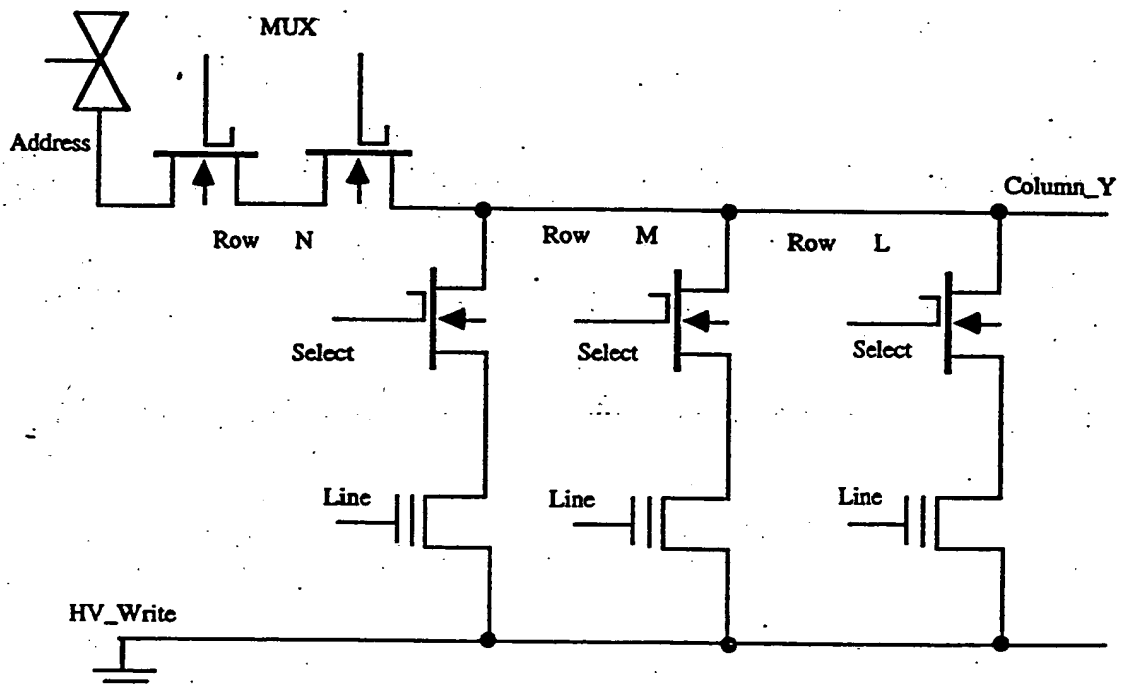 MUX
Address
Column_Y
Row N
Row M
Row L
Select
Select
Select
Line
Line
Line
HV_Write